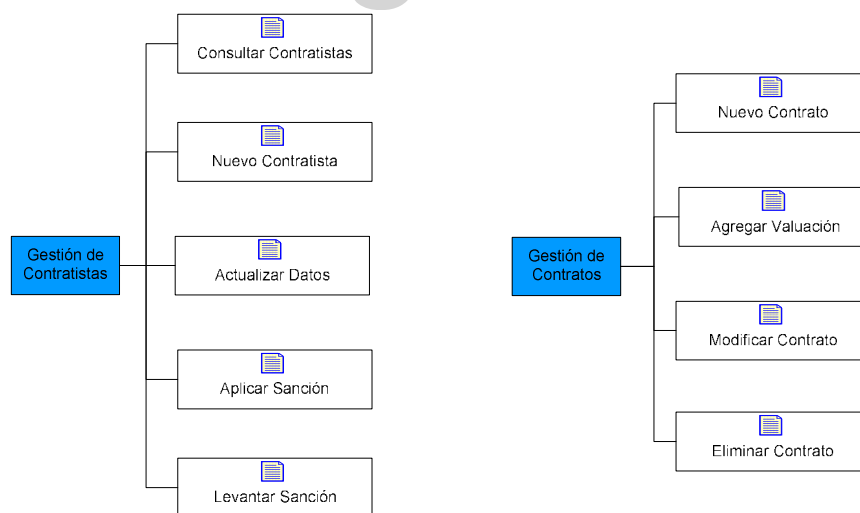 Consultar Contratistas
Nuevo Contratista
Gestión de
Contratistas
Actualizar Datos
Aplicar Sanción
Levantar Sanción
Nuevo Contrato
Agregar Valuación
Gestión de
Contratos
Modificar Contrato
Eliminar Contrato